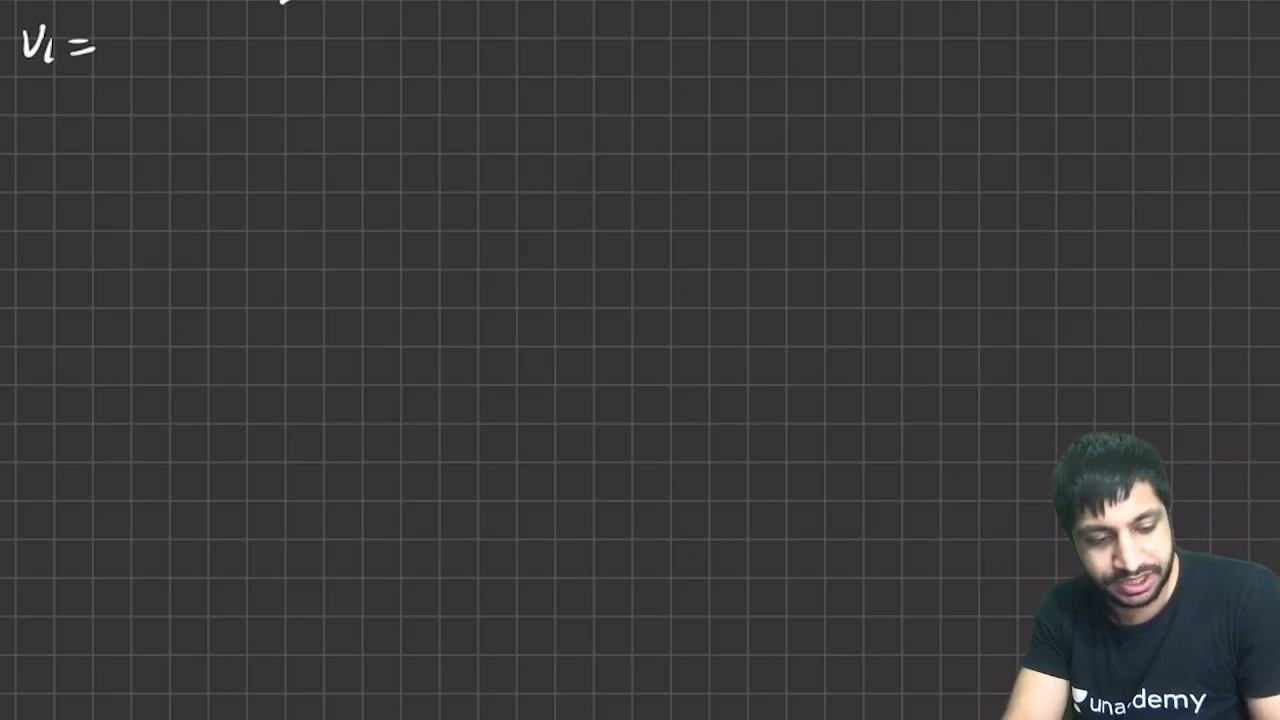 V₁ =
unacademy